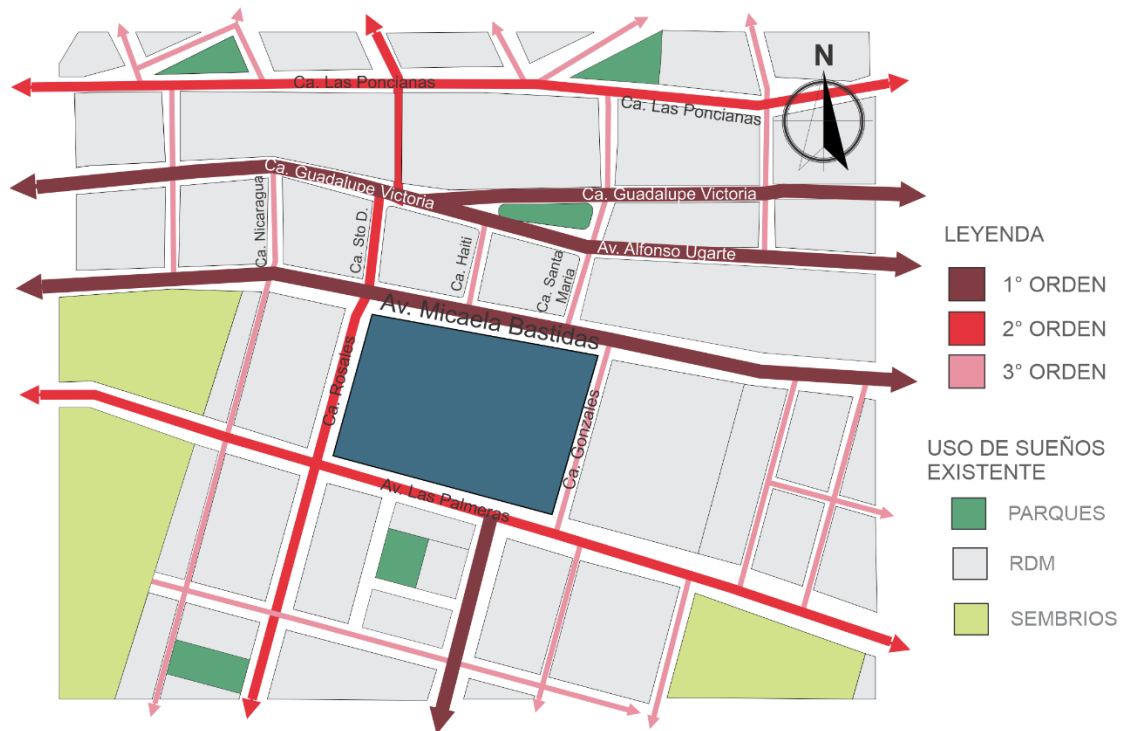 N
Ca. Las Poncianas
Ca. Las Poncianas
Ca. Guadalupe Victoria
Ca. Guadalupe Victoria
Av. Alfonso Ugarte
Ca. Nicaragua
Ca. Sto D.
Ca. Haiti
Ca. Santa
Maria
Av. Micaela Bastidas
Ca. Rosales
Ca. Gonzales
Av. Las Palmeras
LEYENDA
1° ORDEN
2° ORDEN
3° ORDEN
USO DE SUEÑOS
EXISTENTE
PARQUES
RDM
SEMBRIOS